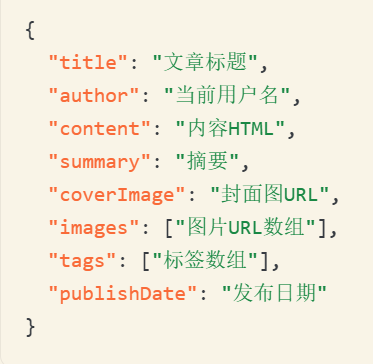 {
"title": "文章标题",
"author": "当前用户名",
"content": "内容HTML",
"summary": "摘要",
"coverImage": "封面图URL",
"images": ["图片URL数组"],
"tags": ["标签数组"],
"publishDate": "发布日期"
}